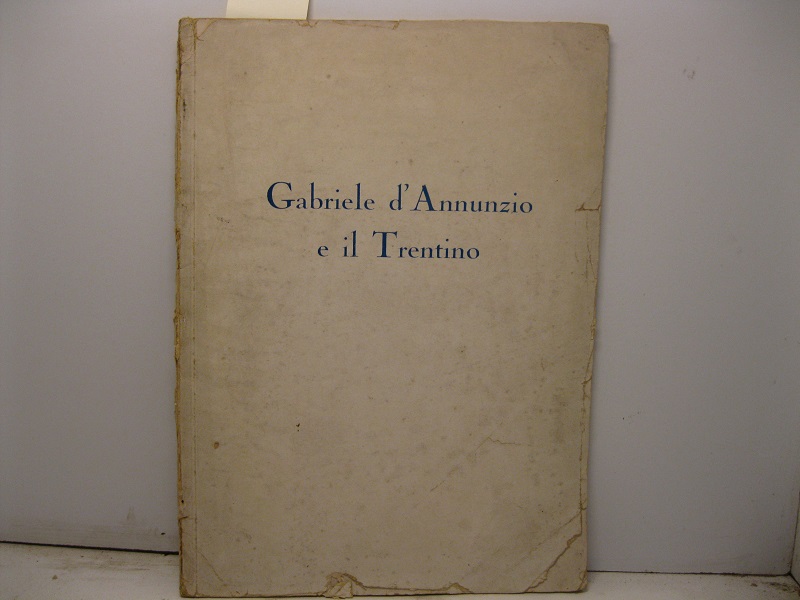 Gabriele d'Annunzio
e il Trentino